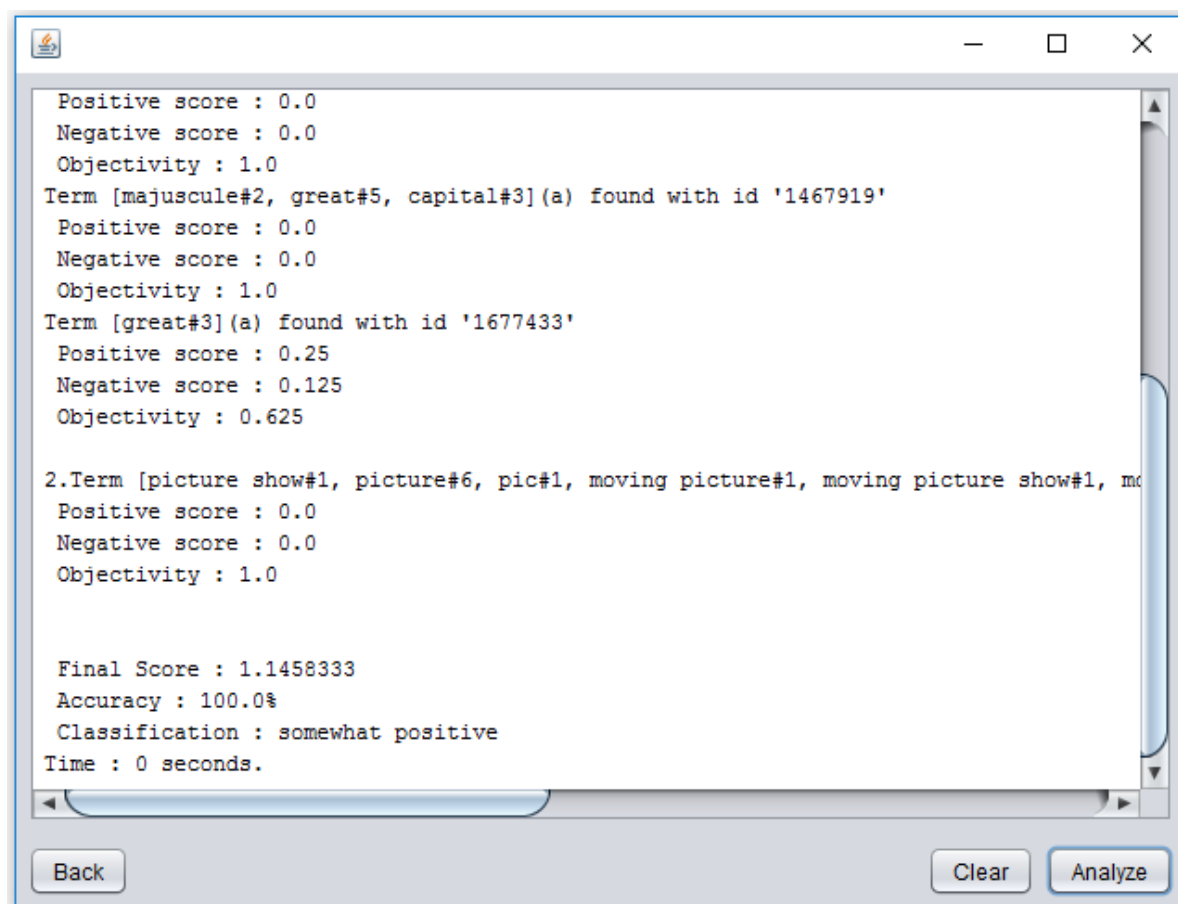 Positive score : 0.0
Negative score : 0.0
Objectivity : 1.0
Term [majuscule#2, great#5, capital#3](a) found with id '1467919'
Positive score : 0.0
Negative score : 0.0
Objectivity : 1.0
Term [great#3](a) found with id '1677433'
Positive score : 0.25
Negative score : 0.125
Objectivity : 0.625
2.Term [picture show#1, picture#6, pic#1, moving picture#1, moving picture show#1, mo
Positive score : 0.0
Negative score : 0.0
Objectivity : 1.0
Final Score : 1.1458333
Accuracy : 100.0%
Classification : somewhat positive
Time : 0 seconds.
Back Clear Analyze